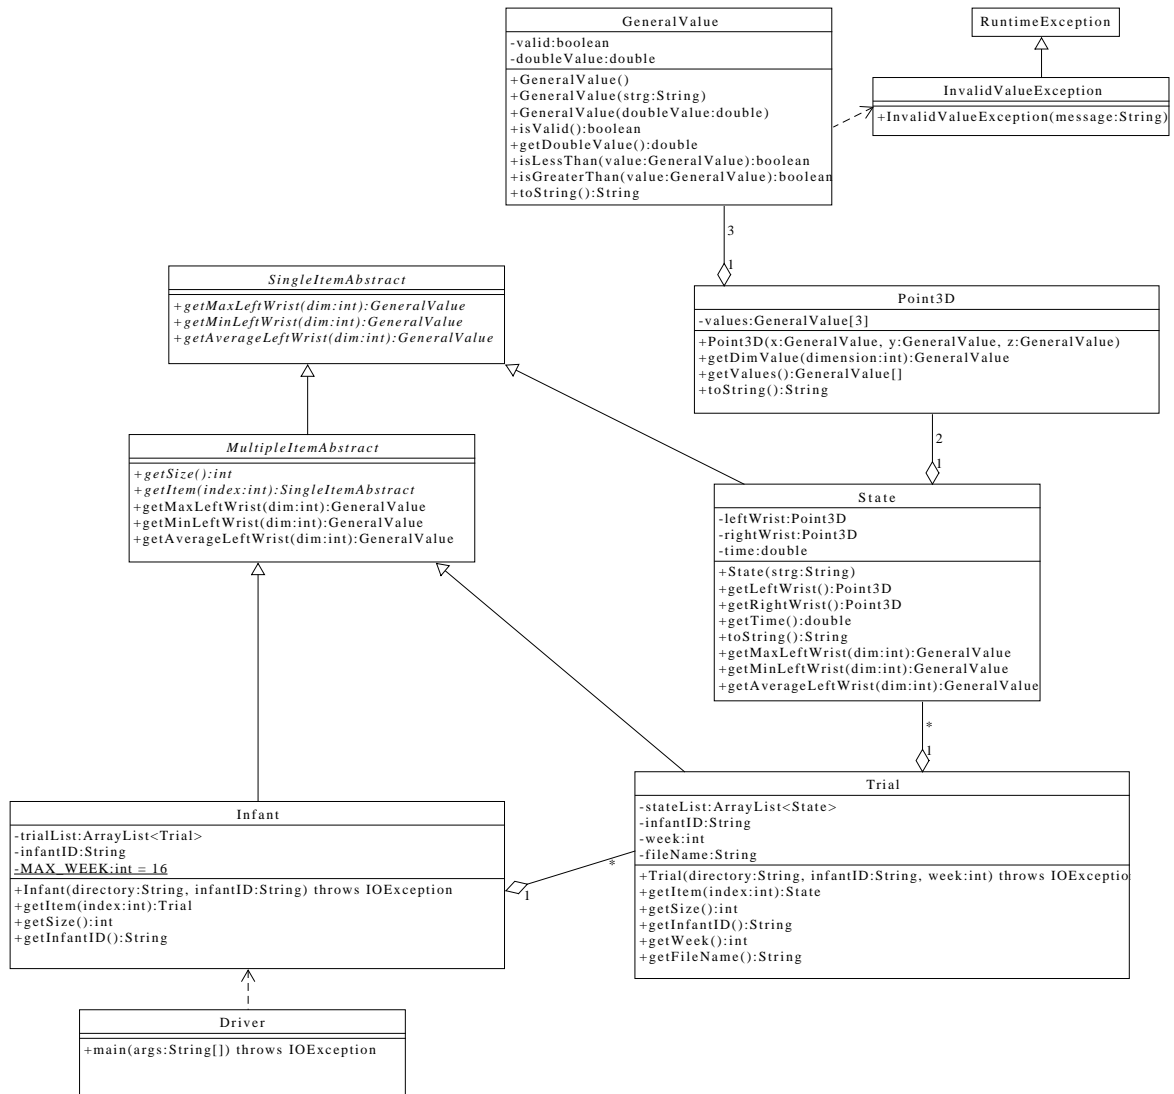 GeneralValue
-valid:boolean
-doubleValue:double
+GeneralValue()
+GeneralValue(strg:String)
+GeneralValue(doubleValue:double)
+isValid():boolean
+getDoubleValue():double
+isLessThan(value:GeneralValue):boolean
+isGreaterThan(value:GeneralValue):boolean
+toString():String
RuntimeException
InvalidValueException
+InvalidValueException(message:String)
3
1
SingleItemAbstract
+getMaxLeftWrist(dim:int):GeneralValue
+getMinLeftWrist(dim:int):GeneralValue
+getAverageLeftWrist(dim:int):GeneralValue
Point3D
-values:GeneralValue[3]
+Point3D(x:GeneralValue, y:GeneralValue, z:GeneralValue)
+getDimValue(dimension:int):GeneralValue
+getValues():GeneralValue[]
+toString():String
2
1
MultipleItemAbstract
+getSize():int
+getItem(index:int):SingleItemAbstract
+getMaxLeftWrist(dim:int):GeneralValue
+getMinLeftWrist(dim:int):GeneralValue
+getAverageLeftWrist(dim:int):GeneralValue
State
-leftWrist:Point3D
-rightWrist:Point3D
-time:double
+State(strg:String)
+getLeftWrist():Point3D
+getRightWrist():Point3D
+getTime():double
+toString():String
+getMaxLeftWrist(dim:int):GeneralValue
+getMinLeftWrist(dim:int):GeneralValue
+getAverageLeftWrist(dim:int):GeneralValue
*
1
Infant
-trialList:ArrayList<Trial>
-infantID:String
-MAX_WEEK:int = 16
+Infant(directory:String, infantID:String) throws IOException
+getItem(index:int):Trial
+getSize():int
+getInfantID():String
1
*
Trial
-stateList:ArrayList<State>
-infantID:String
-week:int
-fileName:String
+Trial(directory:String, infantID:String, week:int) throws IOExceptio
+getItem(index:int):State
+getSize():int
+getInfantID():String
+getWeek():int
+getFileName():String
Driver
+main(args:String[]) throws IOException